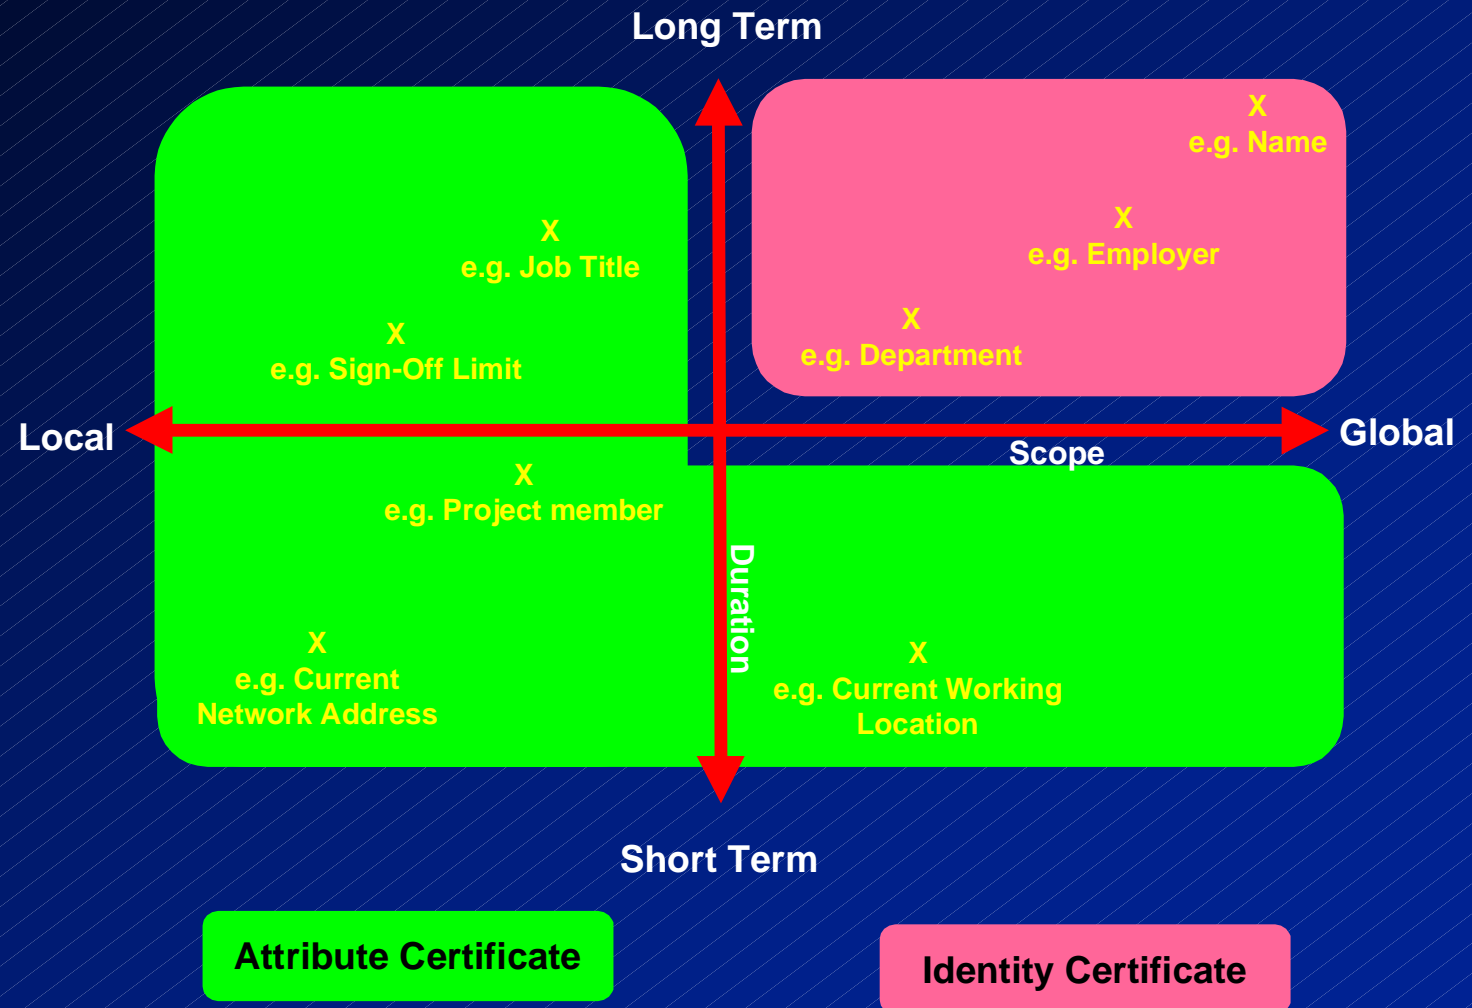 Long Term
X
e.g. Name
X
e.g. Employer
X
e.g. Job Title
X
e.g. Department
X
e.g. Sign-Off Limit
Local
Global
Scope
X
e.g. Project member
Duration
X
e.g. Current
Network Address
X
e.g. Current Working
Location
Short Term
Attribute Certificate
Identity Certificate